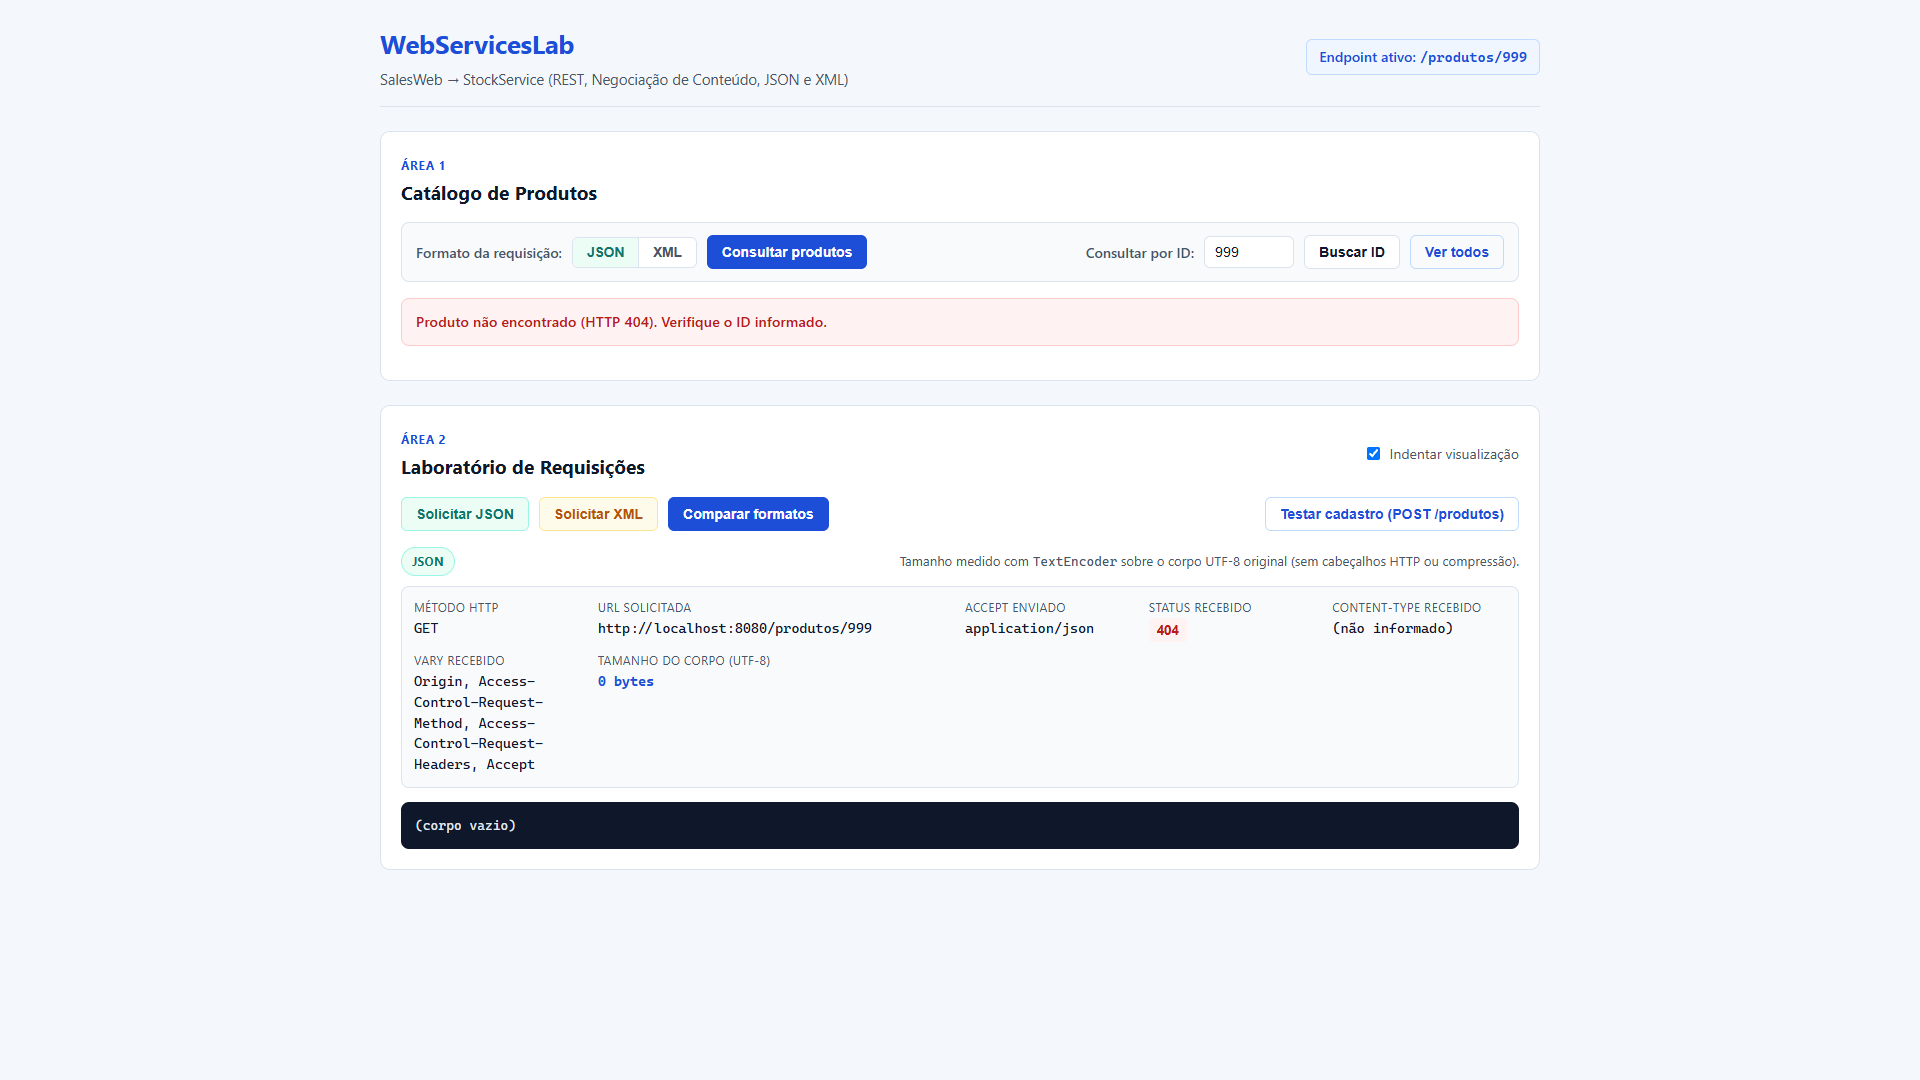 WebServicesLab
SalesWeb → StockService (REST, Negociação de Conteúdo, JSON e XML)
Endpoint ativo: /produtos/999
ÁREA 1
Catálogo de Produtos
Formato da requisição: JSON XML Consultar produtos Consultar por ID: 999 Buscar ID Ver todos
Produto não encontrado (HTTP 404). Verifique o ID informado.
ÁREA 2
Laboratório de Requisições
Indentar visualização
Solicitar JSON Solicitar XML Comparar formatos Testar cadastro (POST /produtos)
JSON Tamanho medido com TextEncoder sobre o corpo UTF-8 original (sem cabeçalhos HTTP ou compressão).
MÉTODO HTTP
GET
URL SOLICITADA
http://localhost:8080/produtos/999
ACCEPT ENVIADO
application/json
STATUS RECEBIDO
404
CONTENT-TYPE RECEBIDO
(não informado)
VARY RECEBIDO
Origin, Access-
Control-Request-
Method, Access-
Control-Request-
Headers, Accept
TAMANHO DO CORPO (UTF-8)
0 bytes
(corpo vazio)